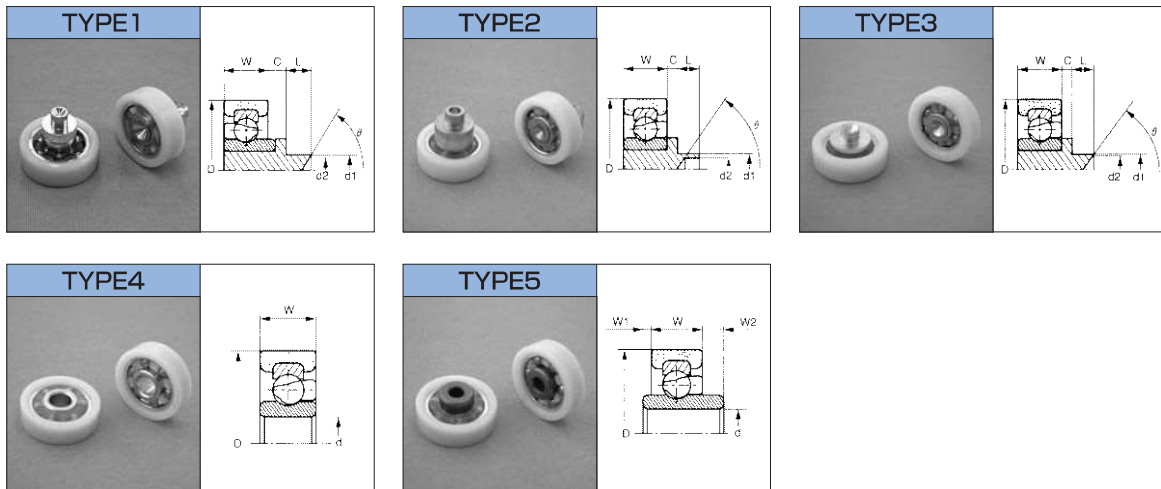 TYPE1
W C L
θ
D
d2 d1
TYPE2
W C L
θ
D
d2 d1
TYPE3
W C L
θ
D
d2 d1
TYPE4
W
D
d
TYPE5
W1 W W2
D
d